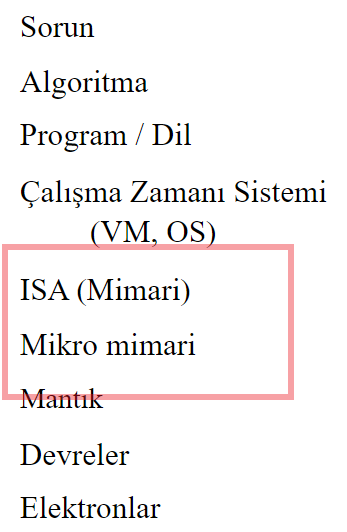 Sorun
Algoritma
Program / Dil
Çalışma Zamanı Sistemi
(VM, OS)
ISA (Mimari)
Mikro mimari
Mantık
Devreler
Elektronlar